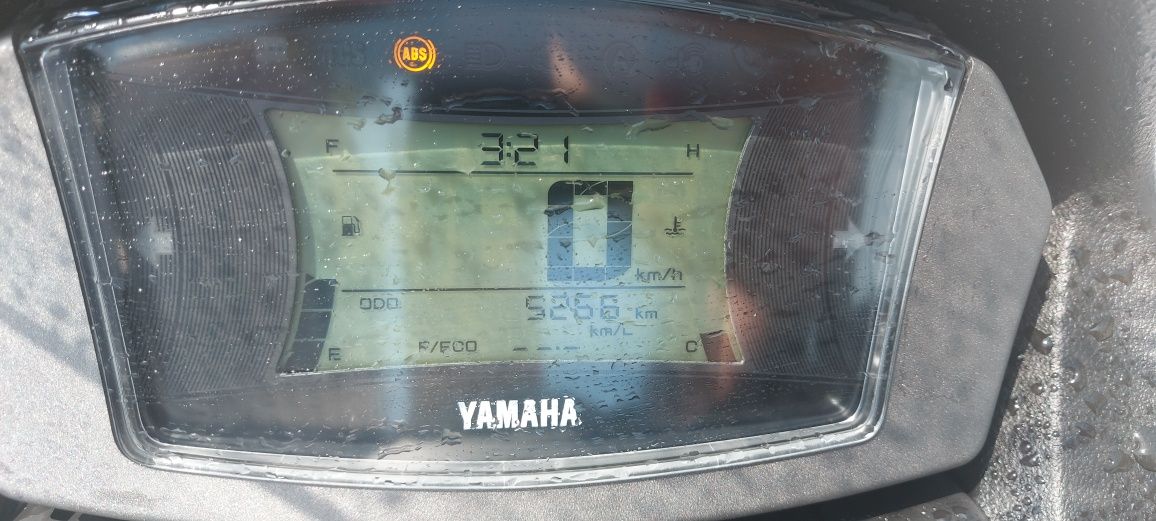 ABS
F 3:21 H
0 km/h
ODO 5266 km
km/L
E F/ECO --.- C
YAMAHA